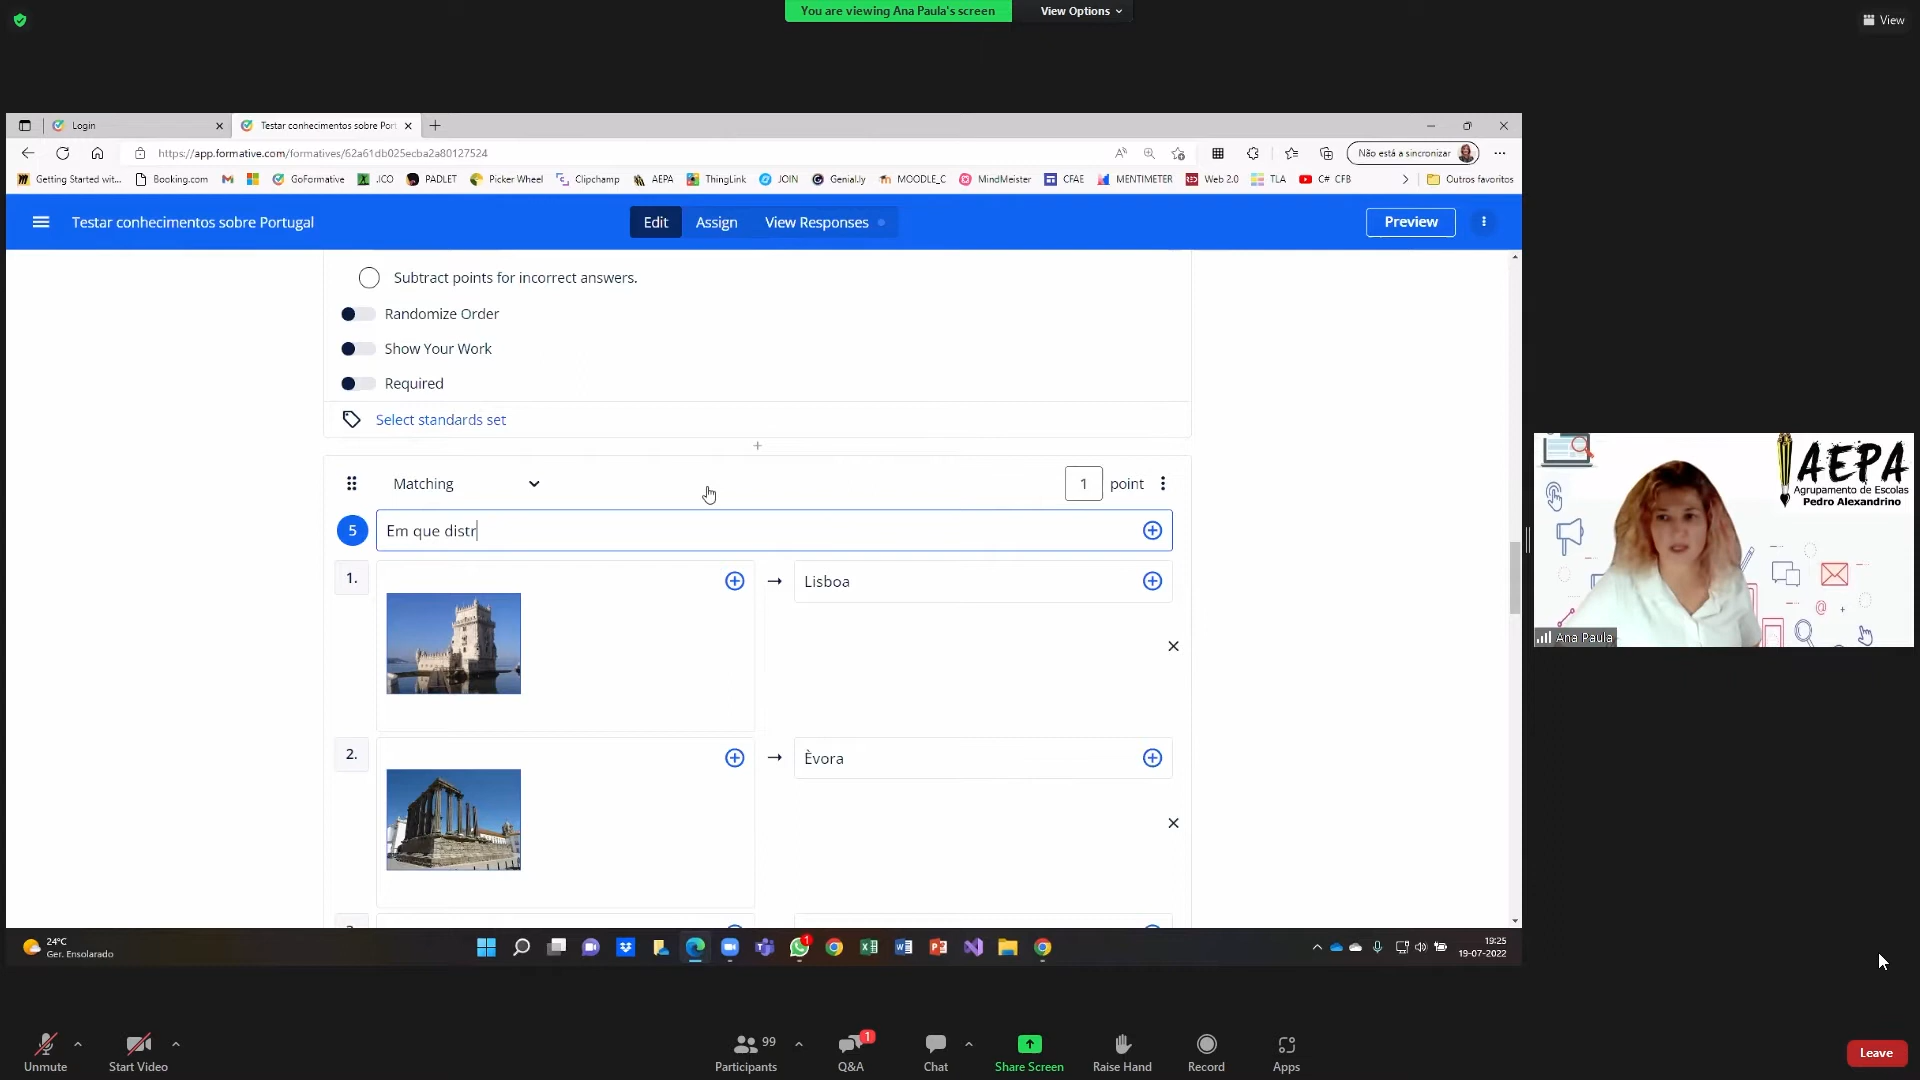 You are viewing Ana Paula's screen
View Options
View
Login
Testar conhecimentos sobre Por
https://app.formative.com/formatives/62a61db025ecba2a80127524
Não está a sincronizar
Getting Started wit...
Booking.com
GoFormative
.ICO
PADLET
Picker Wheel
Clipchamp
AEPA
ThingLink
JOIN
Genially
MOODLE_C
MindMeister
CFAE
MENTIMETER
Web 2.0
TLA
C# CFB
Outros favoritos
Testar conhecimentos sobre Portugal
Edit
Assign
View Responses
Preview
Subtract points for incorrect answers.
Randomize Order
Show Your Work
Required
Select standards set
Matching
1 point
5
Em que distr
1.
Lisboa
2.
Èvora
AEPA
Agrupamento de Escolas
Pedro Alexandrino
Ana Paula
24°C
Ger. Ensolarado
1
19:25
19-07-2022
Unmute
Start Video
99
Participants
1
Q&A
Chat
Share Screen
Raise Hand
Record
Apps
Leave